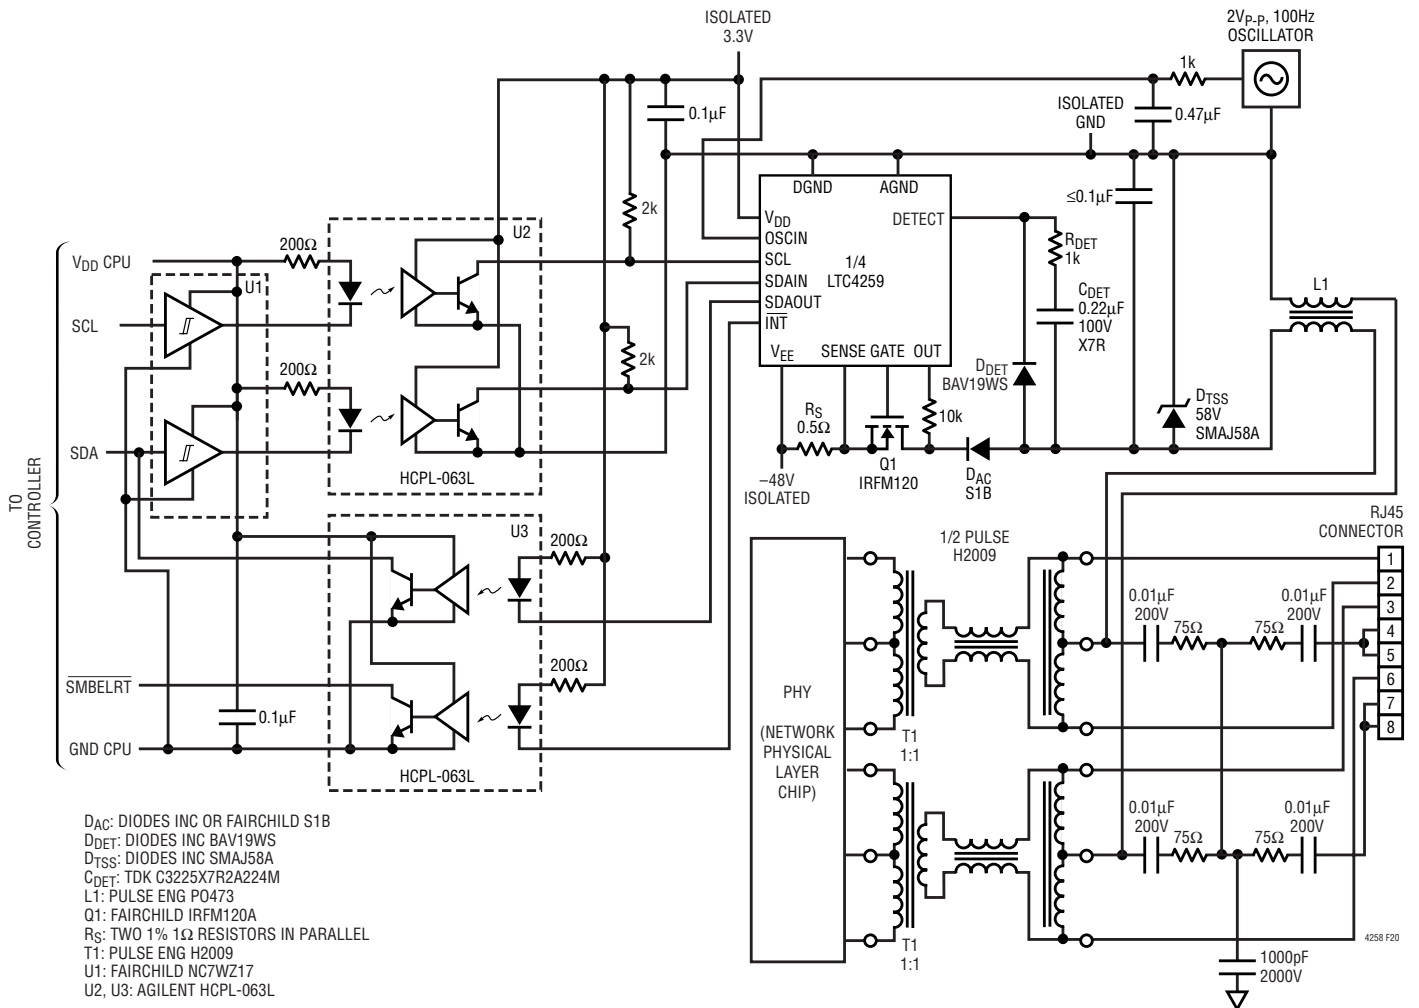 ISOLATED
3.3V
2VP-P, 100Hz
OSCILLATOR
1k
0.1µF
ISOLATED
GND
0.47µF
DGND
AGND
≤0.1µF
2k
VDD
OSCIN
SCL
SDAIN
SDAOUT
INT
VEE
SENSE
GATE
OUT
DETECT
1/4
LTC4259
RDET
1k
CDET
0.22µF
100V
X7R
L1
TO
CONTROLLER
VDD CPU
SCL
SDA
SMBELRT
GND CPU
U1
200Ω
200Ω
U2
HCPL-063L
2k
RS
0.5Ω
–48V
ISOLATED
Q1
IRFM120
10k
DAC
S1B
DDET
BAV19WS
DTSS
58V
SMAJ58A
0.1µF
U3
HCPL-063L
200Ω
200Ω
PHY
(NETWORK
PHYSICAL
LAYER
CHIP)
1/2 PULSE
H2009
T1
1:1
T1
1:1
RJ45
CONNECTOR
1
2
3
4
5
6
7
8
0.01µF
200V
75Ω
75Ω
0.01µF
200V
0.01µF
200V
75Ω
75Ω
0.01µF
200V
1000pF
2000V
4258 F20
DAC: DIODES INC OR FAIRCHILD S1B
DDET: DIODES INC BAV19WS
DTSS: DIODES INC SMAJ58A
CDET: TDK C3225X7R2A224M
L1: PULSE ENG PO473
Q1: FAIRCHILD IRFM120A
RS: TWO 1% 1Ω RESISTORS IN PARALLEL
T1: PULSE ENG H2009
U1: FAIRCHILD NC7WZ17
U2, U3: AGILENT HCPL-063L